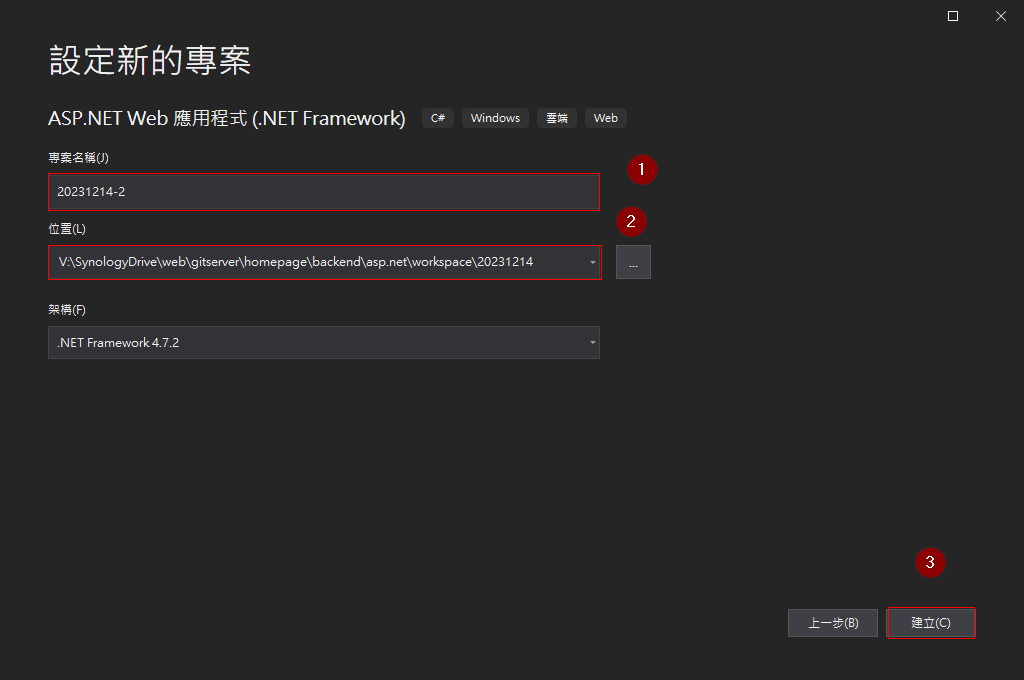 設定新的專案
ASP.NET Web 應用程式 (.NET Framework) C# Windows 雲端 Web
專案名稱(J)
1
20231214-2
2
位置(L)
V:\SynologyDrive\web\gitserver\homepage\backend\asp.net\workspace\20231214
...
架構(F)
.NET Framework 4.7.2
3
上一步(B) 建立(C)